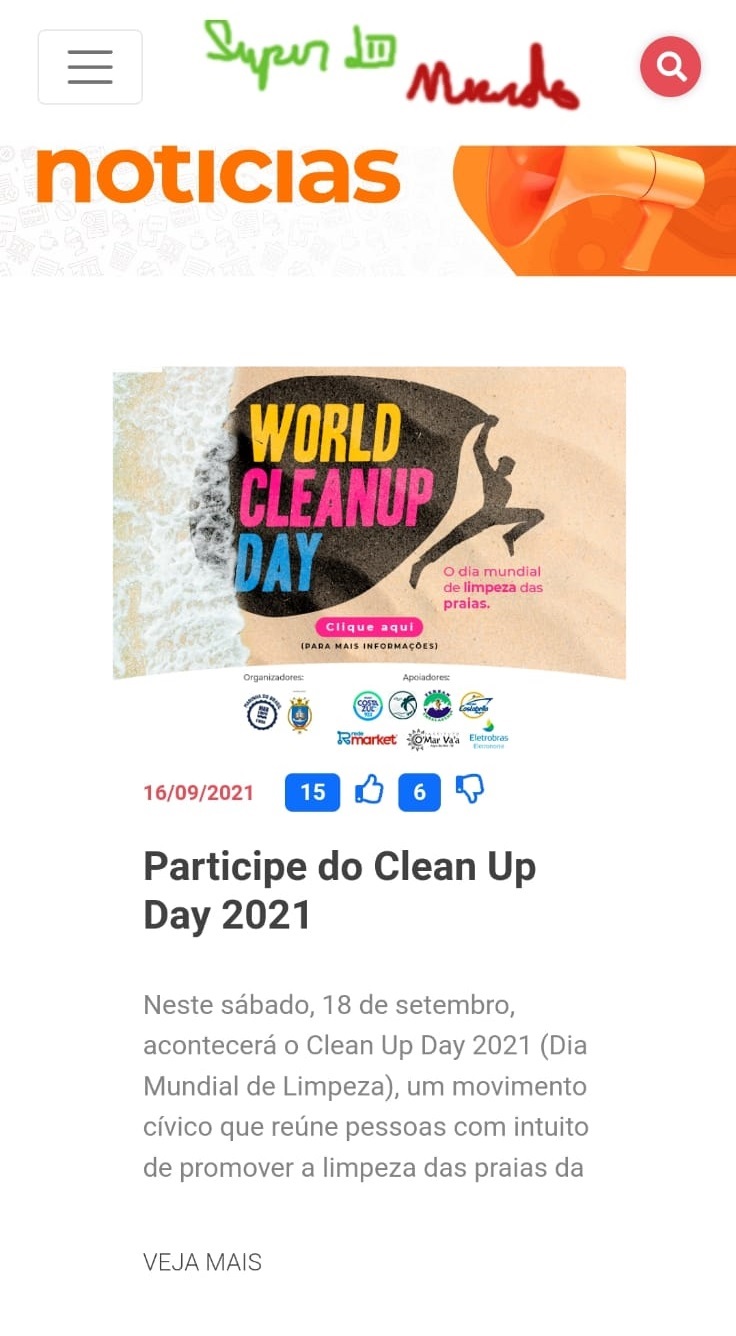 Super
Mundo
noticias
WORLD
CLEANUP
DAY
O dia mundial
de limpeza das
praias.
Clique aqui
(PARA MAIS INFORMAÇÕES)
Organizadores:
Apoiadores:
COSTA
ZUL
rede
market
O'Mar Va'a
Costabella
Eletrobras
Eletronuclear
16/09/2021
15
6
Participe do Clean Up
Day 2021
Neste sábado, 18 de setembro,
acontecerá o Clean Up Day 2021 (Dia
Mundial de Limpeza), um movimento
cívico que reúne pessoas com intuito
de promover a limpeza das praias da
VEJA MAIS